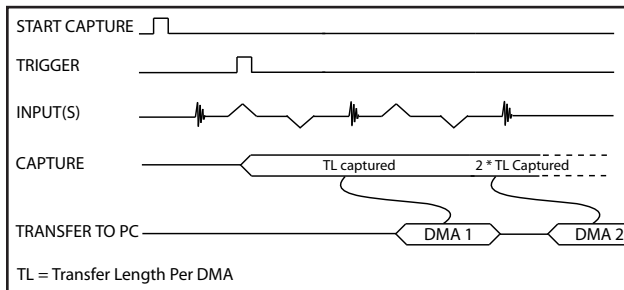 START CAPTURE
TRIGGER
INPUT(S)
CAPTURE
TL captured
2 * TL Captured
TRANSFER TO PC
DMA 1
DMA 2
TL = Transfer Length Per DMA